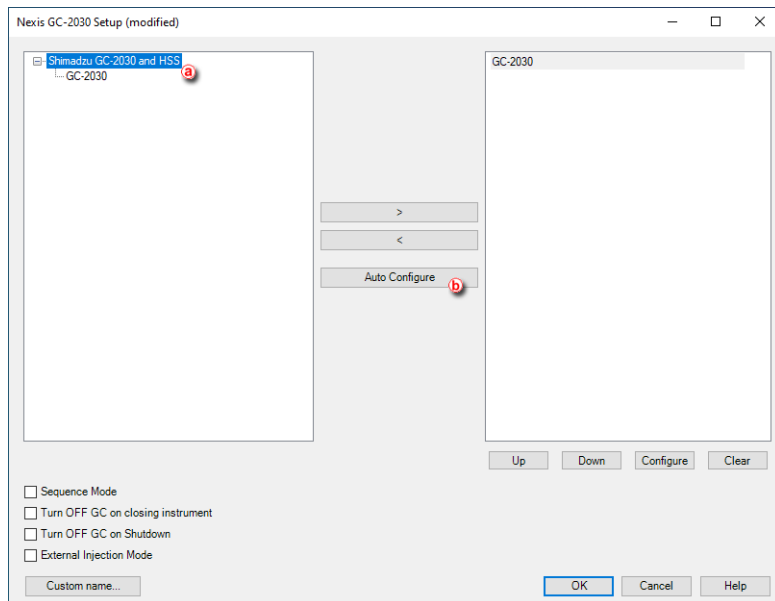 Nexis GC-2030 Setup (modified)
Shimadzu GC-2030 and HSS
a
GC-2030
GC-2030
>
<
Auto Configure
b
Up
Down
Configure
Clear
Sequence Mode
Turn OFF GC on closing instrument
Turn OFF GC on Shutdown
External Injection Mode
Custom name...
OK
Cancel
Help